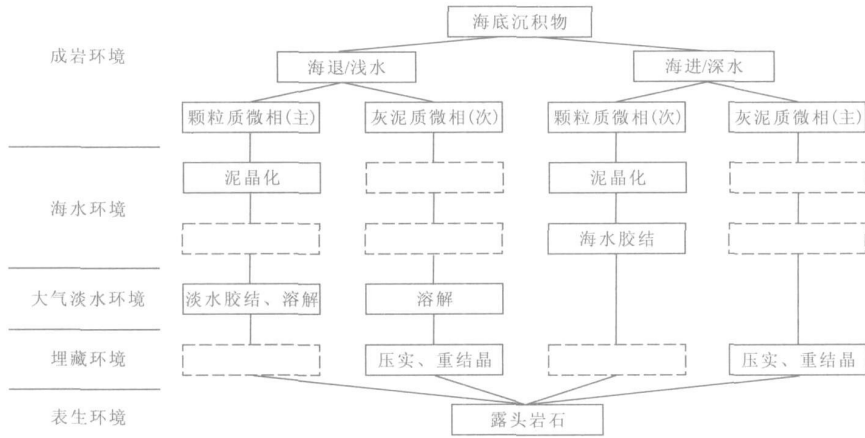 海底沉积物
成岩环境
海退/浅水
海进/深水
颗粒质微相(主)
灰泥质微相(次)
颗粒质微相(次)
灰泥质微相(主)
泥晶化
泥晶化
海水环境
海水胶结
大气淡水环境
淡水胶结、溶解
溶解
埋藏环境
压实、重结晶
压实、重结晶
表生环境
露头岩石